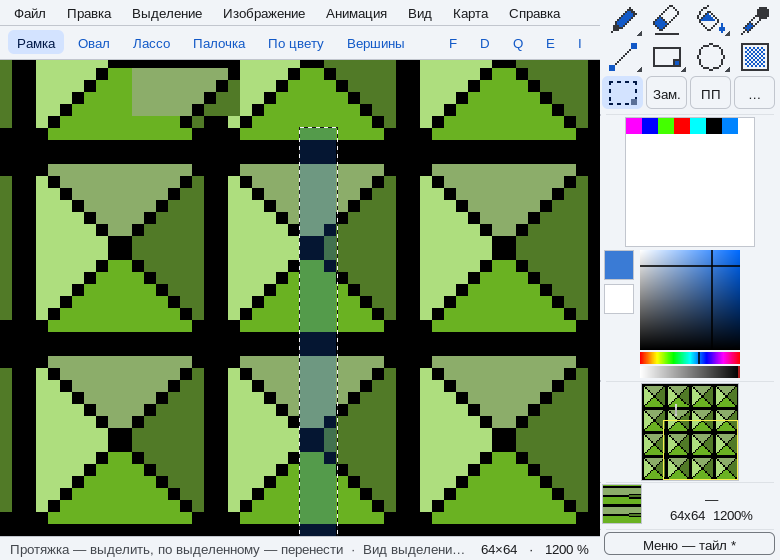 Файл Правка Выделение Изображение Анимация Вид Карта Справка
Рамка Овал Лассо Палочка По цвету Вершины F D Q E I
Зам. ПП ...
—
64x64 1200%
Протяжка — выделить, по выделенному — перенести · Вид выделени… 64×64 · 1200 %
Меню — тайл *